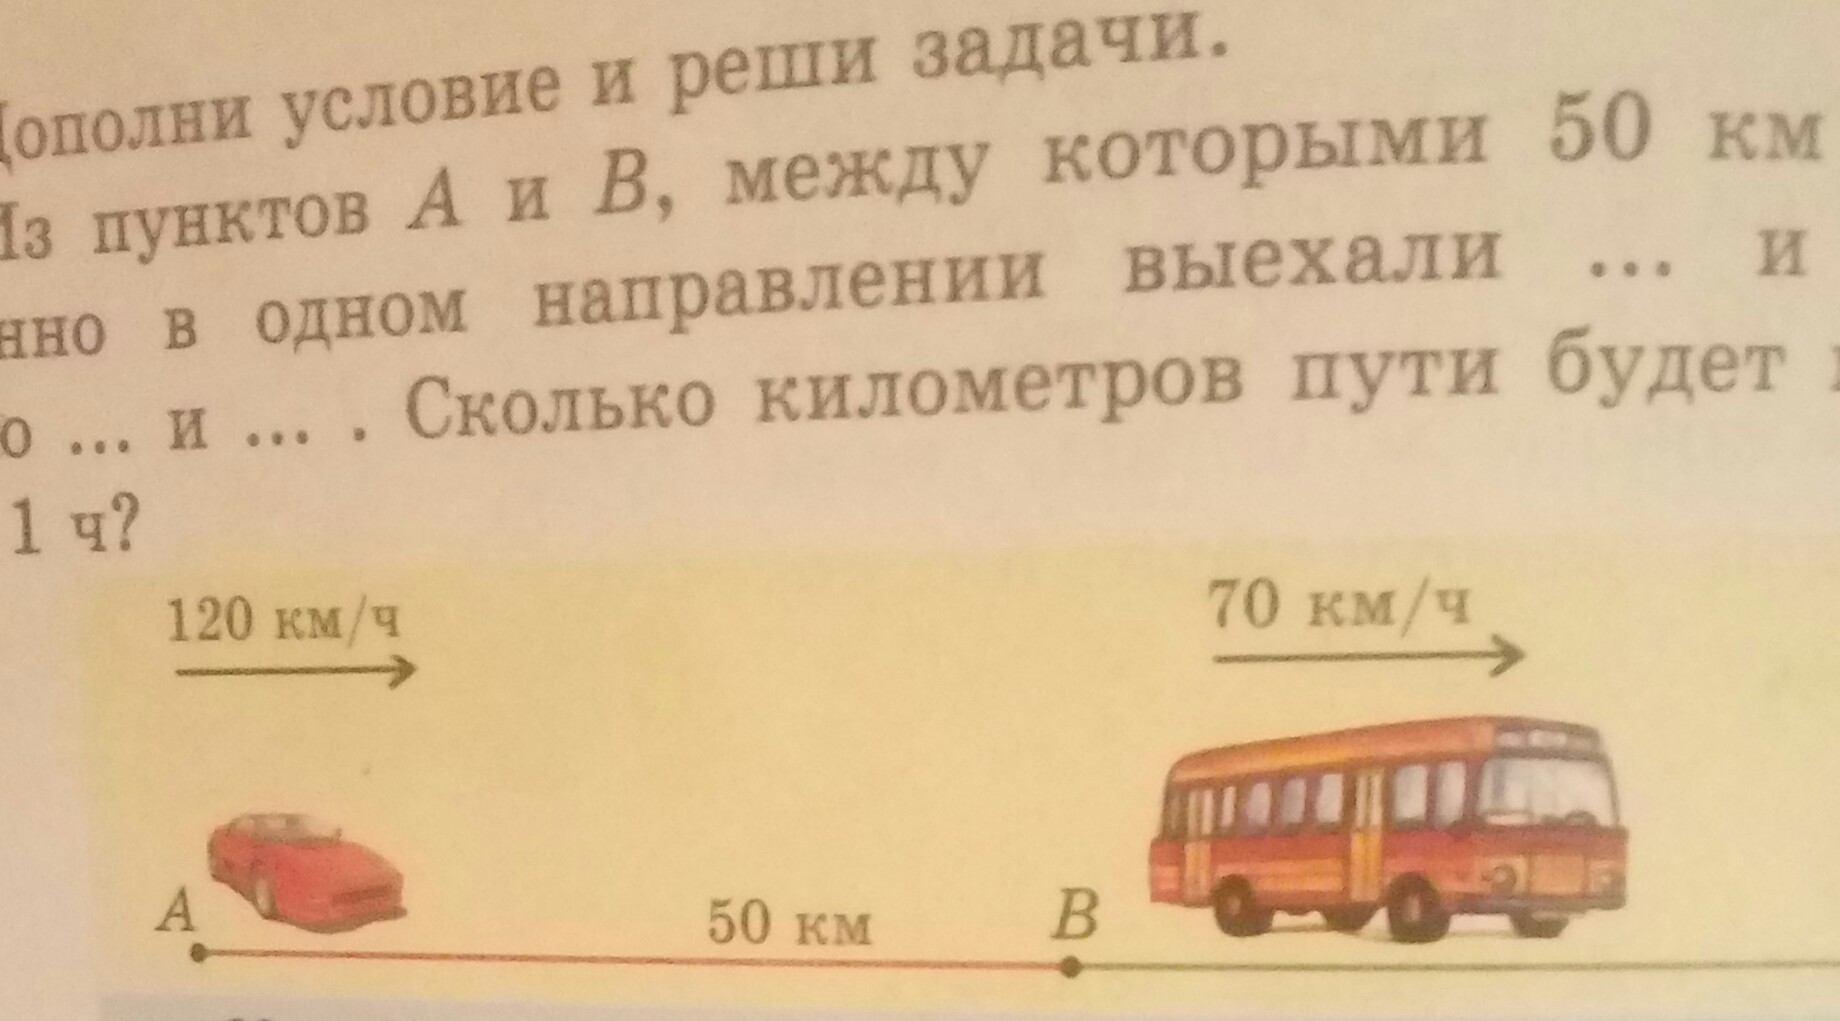 Дополни условие и реши задачи.
Из пунктов A и B, между которыми 50 км
нно в одном направлении выехали ... и
о ... и ... . Сколько километров пути будет
1 ч?
120 км/ч
70 км/ч
A
50 км
B